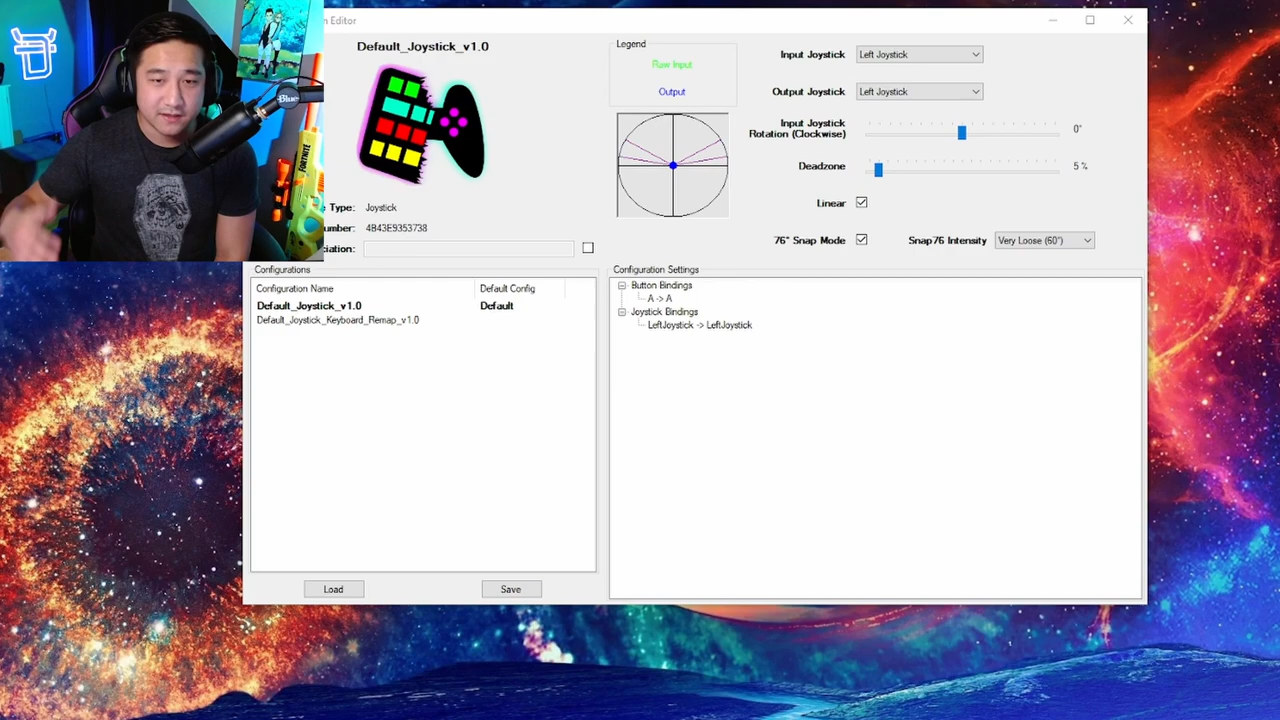 n Editor
Default_Joystick_v1.0
Legend
Raw Input
Output
Input Joystick
Left Joystick
Output Joystick
Left Joystick
Input Joystick
Rotation (Clockwise)
0°
Deadzone
5 %
Linear
76° Snap Mode
Snap76 Intensity
Very Loose (60°)
e Type:
Joystick
umber:
4B43E9353738
ciation:
Configurations
Configuration Name
Default Config
Default_Joystick_v1.0
Default
Default_Joystick_Keyboard_Remap_v1.0
Load
Save
Configuration Settings
Button Bindings
A -> A
Joystick Bindings
LeftJoystick -> LeftJoystick
Blue
FORTNITE